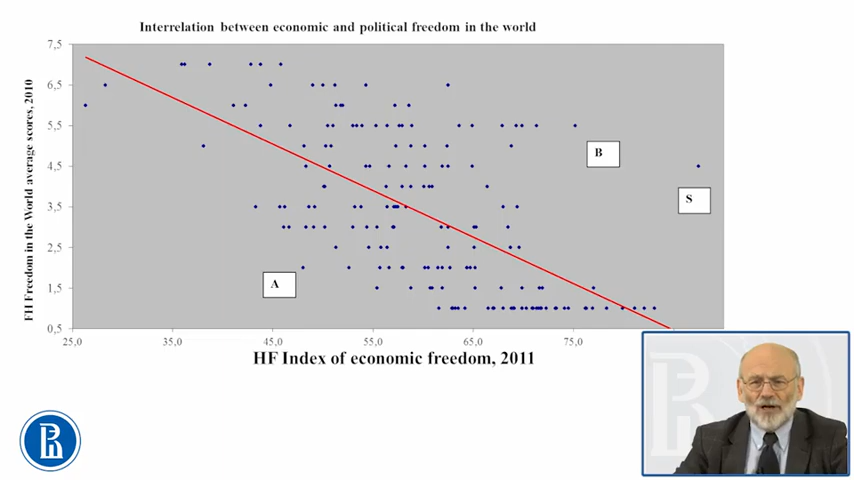 Interrelation between economic and political freedom in the world
FH Freedom in the World average scores, 2010
7,5
6,5
5,5
4,5
3,5
2,5
1,5
0,5
B
S
A
25,0
35,0
45,0
55,0
65,0
75,0
HF Index of economic freedom, 2011